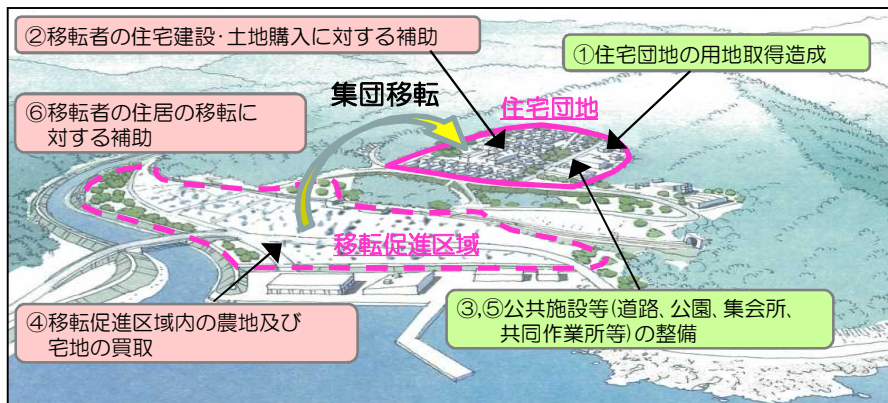 ②移転者の住宅建設･土地購入に対する補助
①住宅団地の用地取得造成
集団移転
住宅団地
⑥移転者の住居の移転に
対する補助
移転促進区域
④移転促進区域内の農地及び
宅地の買取
③,⑤公共施設等(道路、公園、集会所、
共同作業所等)の整備